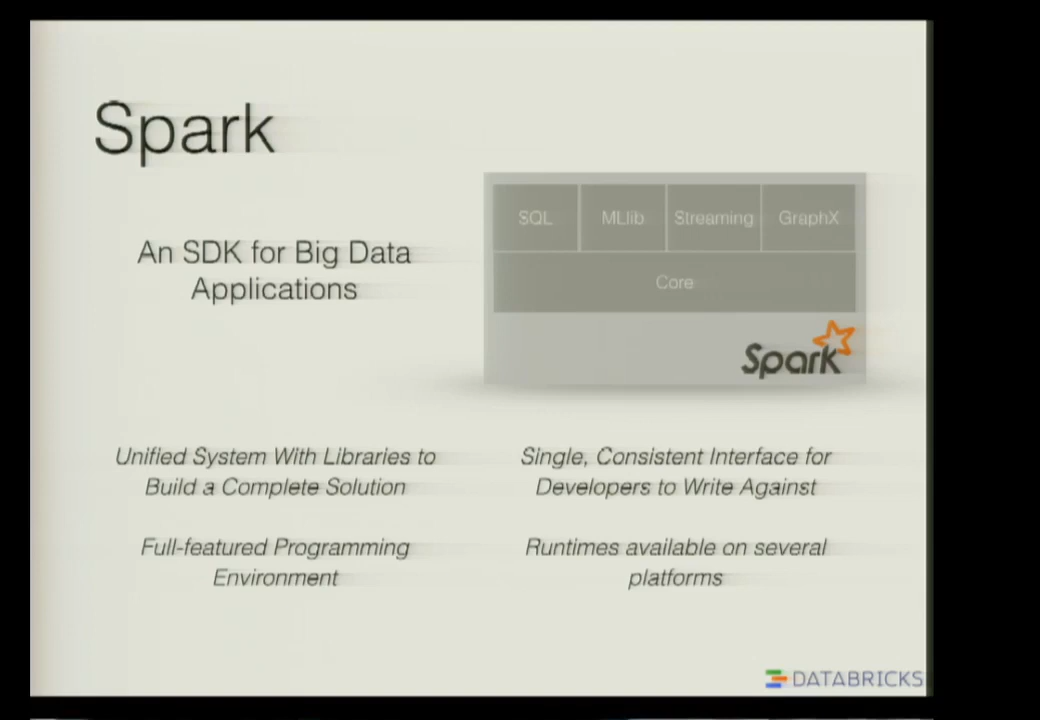 Spark
An SDK for Big Data
Applications
SQL MLlib Streaming GraphX
Core
Spark
Unified System With Libraries to
Build a Complete Solution
Single, Consistent Interface for
Developers to Write Against
Full-featured Programming
Environment
Runtimes available on several
platforms
DATABRICKS